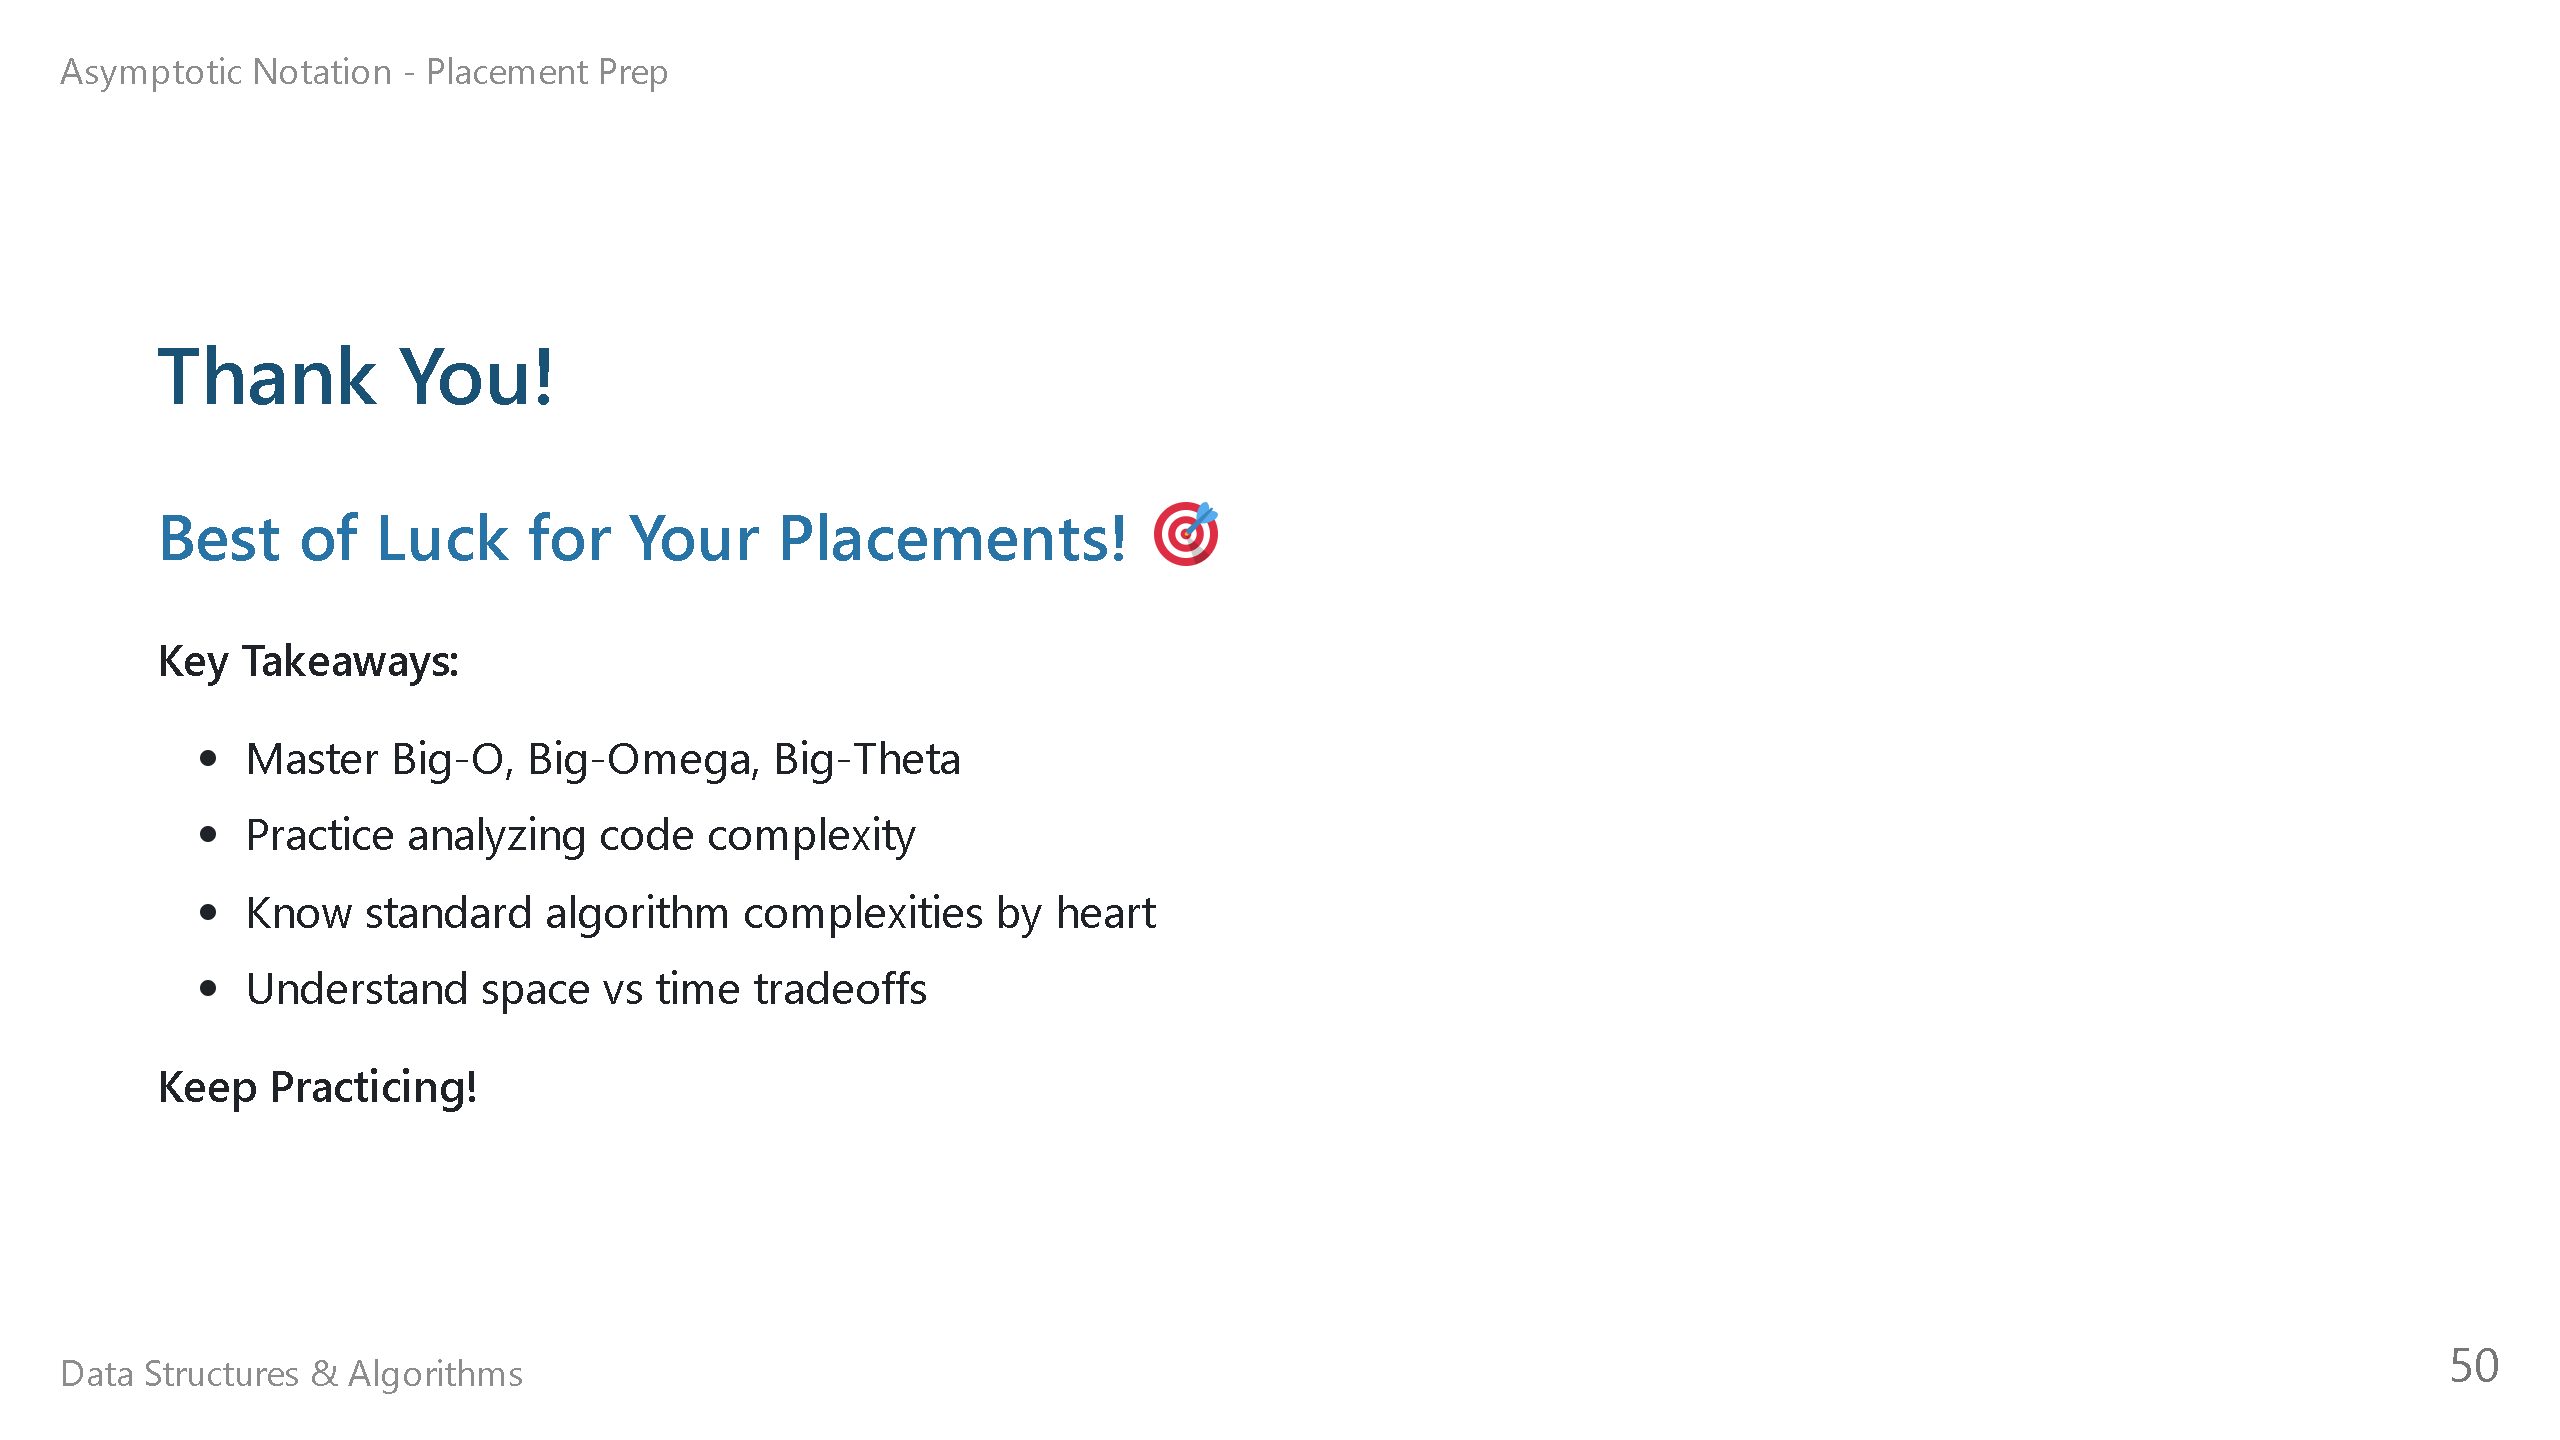 Asymptotic Notation - Placement Prep
Thank You!
Best of Luck for Your Placements! 🎯
Key Takeaways:
• Master Big-O, Big-Omega, Big-Theta
• Practice analyzing code complexity
• Know standard algorithm complexities by heart
• Understand space vs time tradeoffs
Keep Practicing!
Data Structures & Algorithms
50